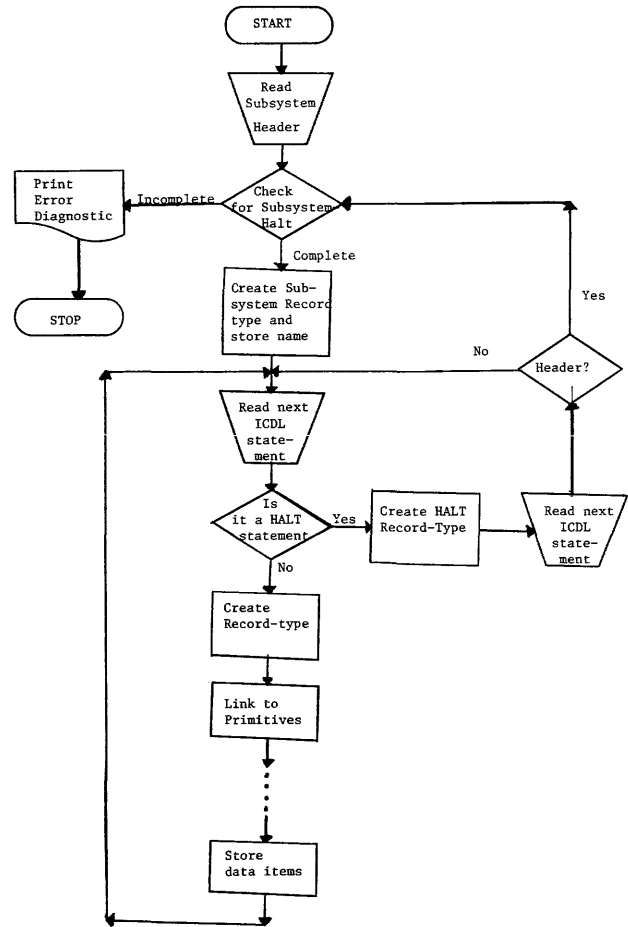 START
Read
Subsystem
Header
Print
Error
Diagnostic
Incomplete
Check
for Subsystem
Halt
Complete
STOP
Create Sub-
system Record
type and
store name
Yes
No
Header?
Read next
ICDL
state-
ment
Is
it a HALT
statement
Yes
Create HALT
Record-Type
Read next
ICDL
state-
ment
No
Create
Record-type
Link to
Primitives
Store
data items